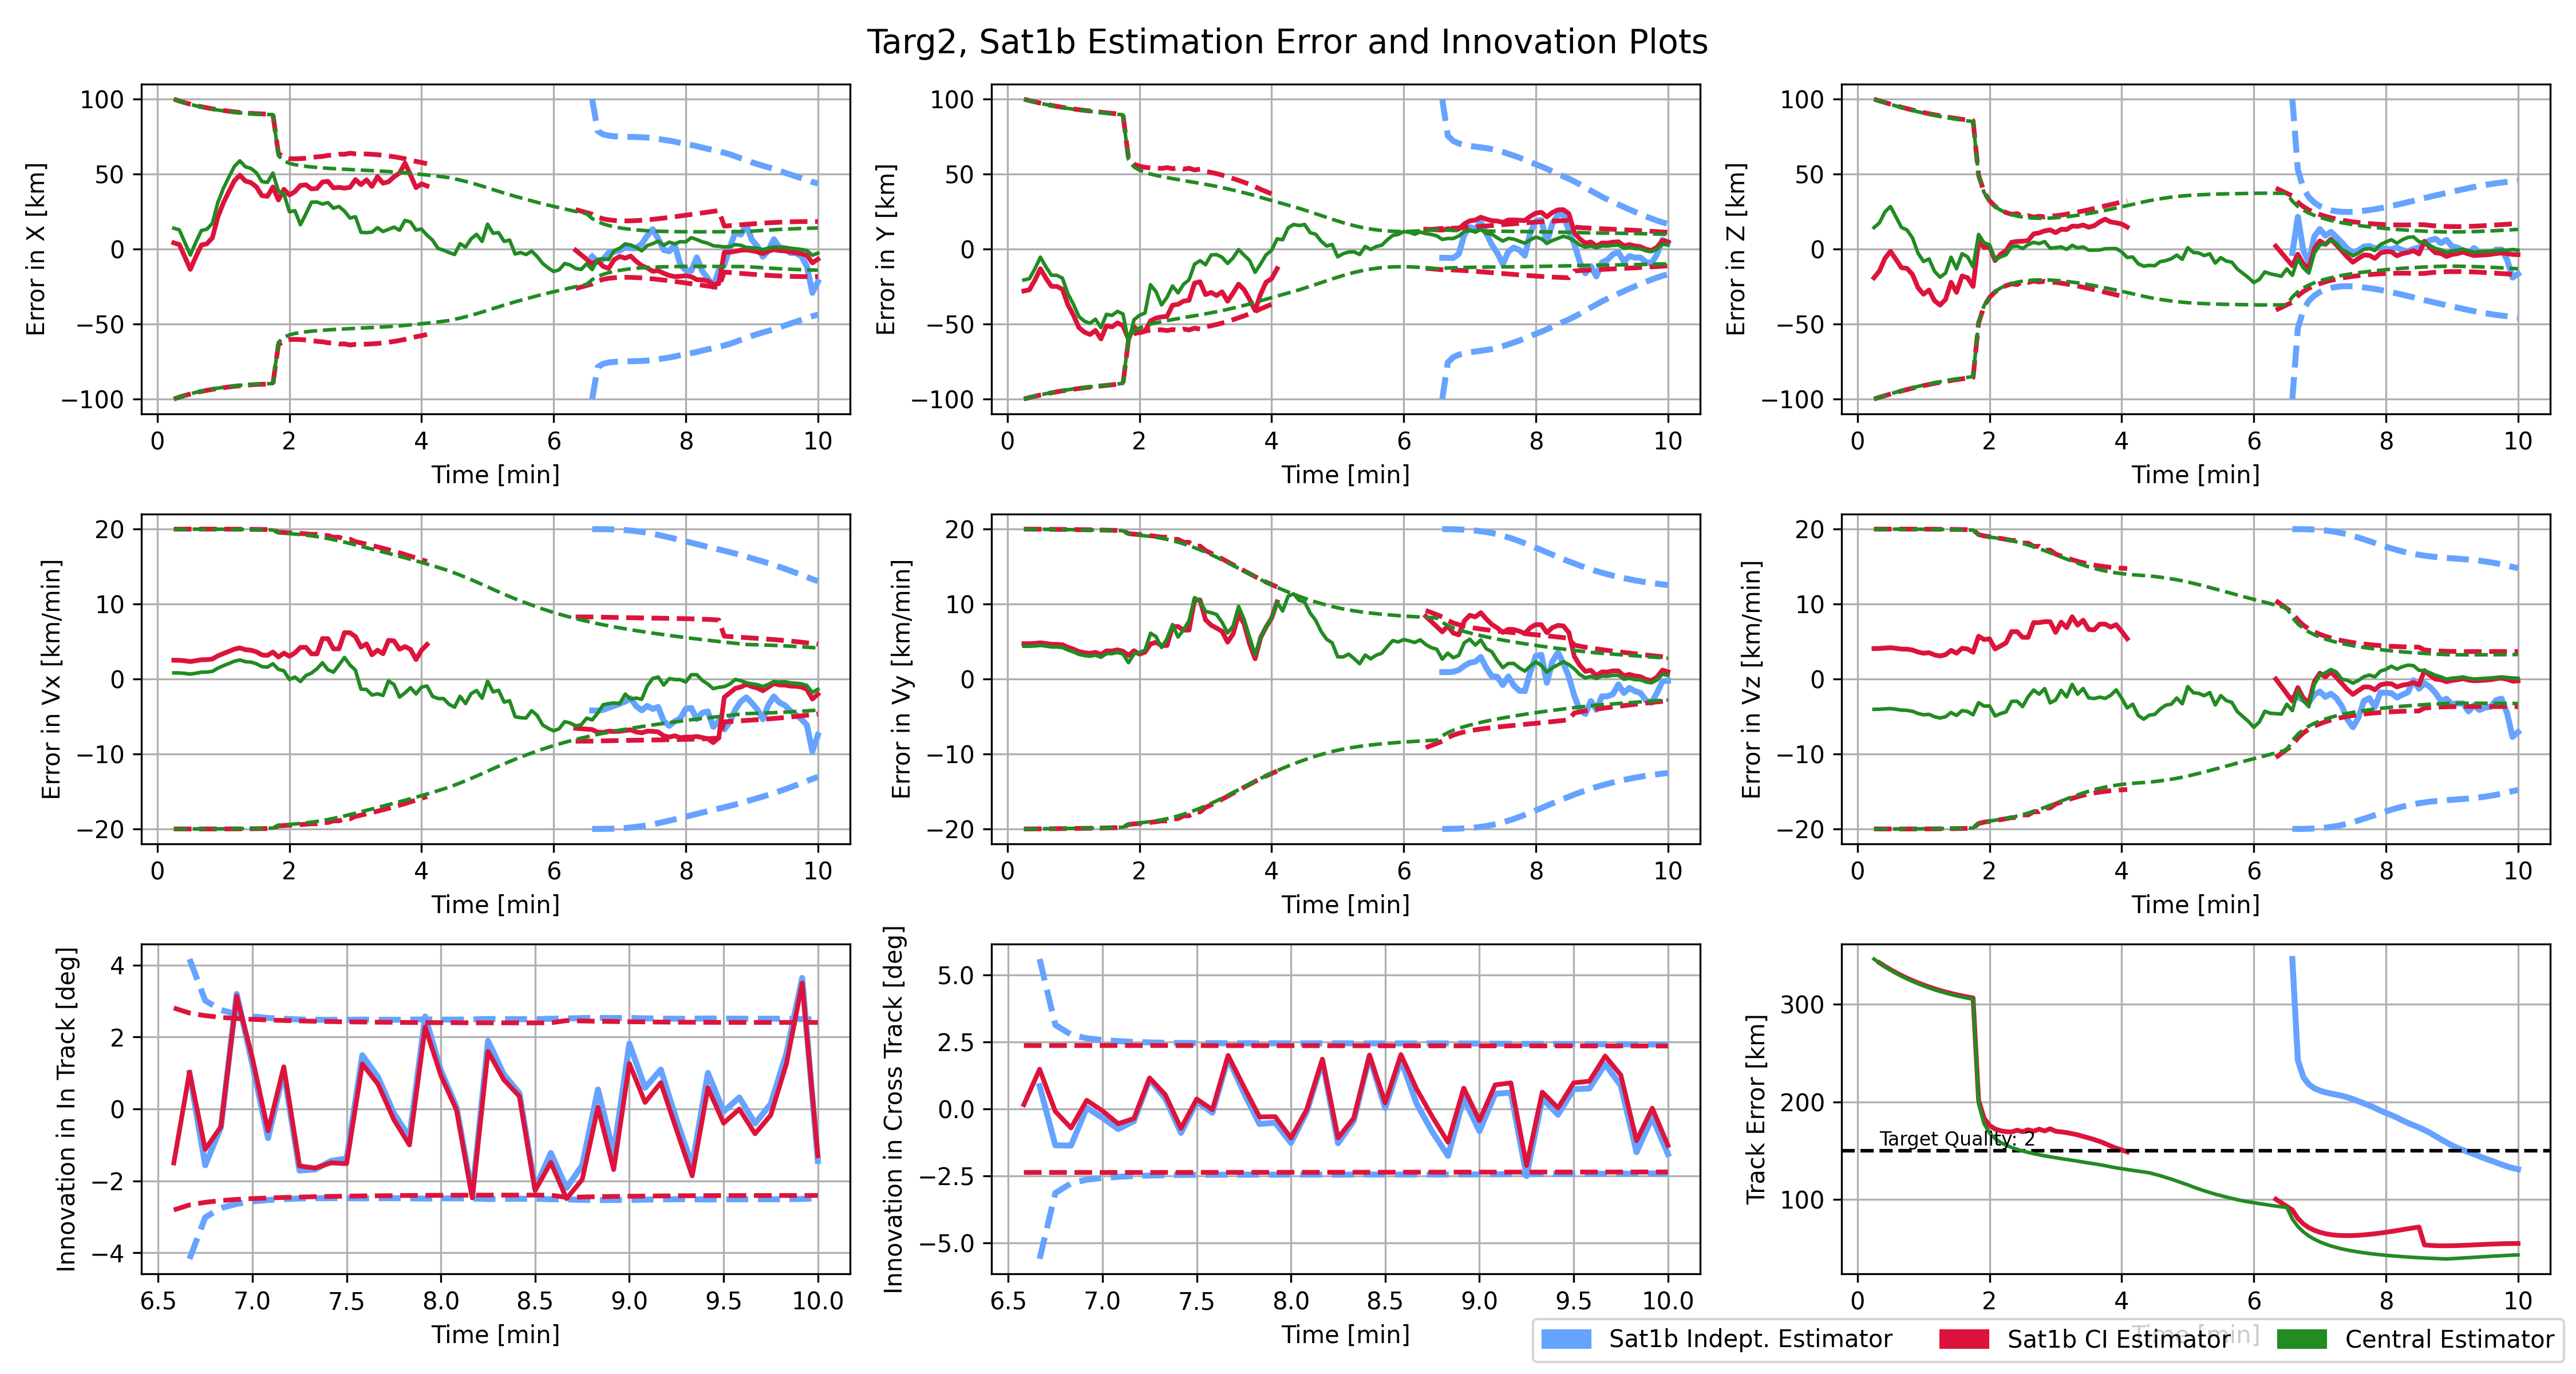 Targ2, Sat1b Estimation Error and Innovation Plots
Error in X [km]
100
50
0
−50
−100
0 2 4 6 8 10
Time [min]
Error in Y [km]
100
50
0
−50
−100
0 2 4 6 8 10
Time [min]
Error in Z [km]
100
50
0
−50
−100
0 2 4 6 8 10
Time [min]
Error in Vx [km/min]
20
10
0
−10
−20
0 2 4 6 8 10
Time [min]
Error in Vy [km/min]
20
10
0
−10
−20
0 2 4 6 8 10
Time [min]
Error in Vz [km/min]
20
10
0
−10
−20
0 2 4 6 8 10
Time [min]
Innovation in In Track [deg]
4
2
0
−2
−4
6.5 7.0 7.5 8.0 8.5 9.0 9.5 10.0
Time [min]
Innovation in Cross Track [deg]
5.0
2.5
0.0
−2.5
−5.0
6.5 7.0 7.5 8.0 8.5 9.0 9.5 10.0
Time [min]
Track Error [km]
300
200
100
Target Quality: 2
0 2 4 6 8 10
Time [min]
Sat1b Indept. Estimator
Sat1b CI Estimator
Central Estimator